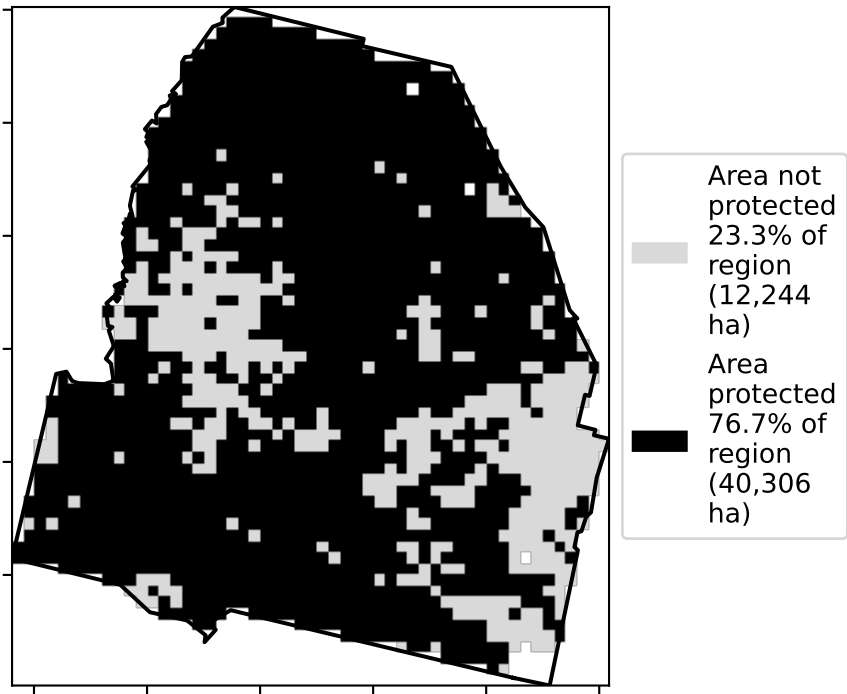 Area not
protected
23.3% of
region
(12,244
ha)
Area
protected
76.7% of
region
(40,306
ha)